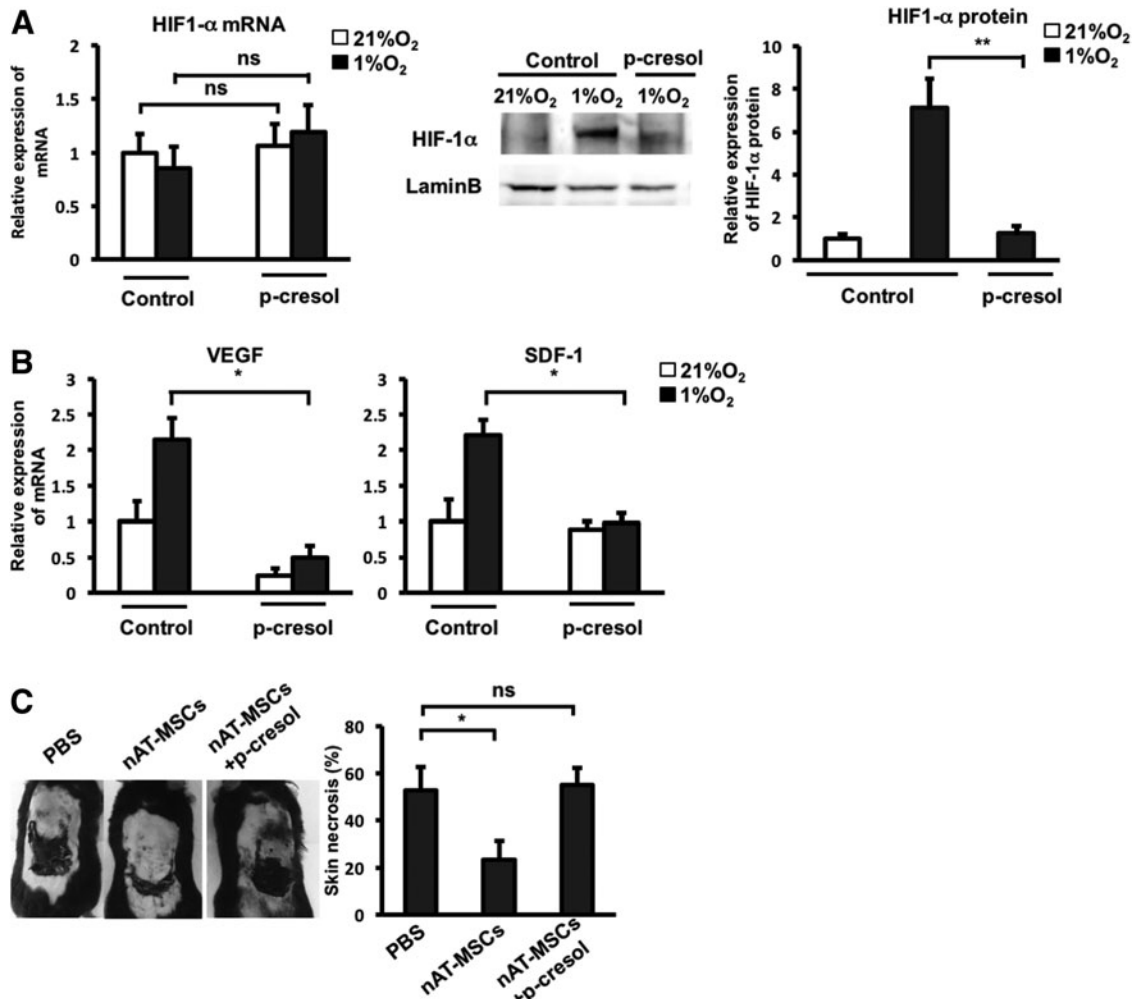 A
HIF1-α mRNA
21%O₂
1%O₂
Relative expression of
mRNA
2
1.5
1
0.5
0
ns
ns
Control
p-cresol
Control p-cresol
21%O₂ 1%O₂ 1%O₂
HIF-1α
LaminB
HIF1-α protein
21%O₂
1%O₂
Relative expression
of HIF-1α protein
10
8
6
4
2
0
**
Control
p-cresol
B
VEGF
Relative expression
of mRNA
3
2.5
2
1.5
1
0.5
0
*
Control
p-cresol
SDF-1
21%O₂
1%O₂
3
2.5
2
1.5
1
0.5
0
*
Control
p-cresol
C
PBS
nAT-MSCs
nAT-MSCs
+p-cresol
Skin necrosis (%)
80
60
40
20
0
ns
*
PBS
nAT-MSCs
nAT-MSCs
+p-cresol